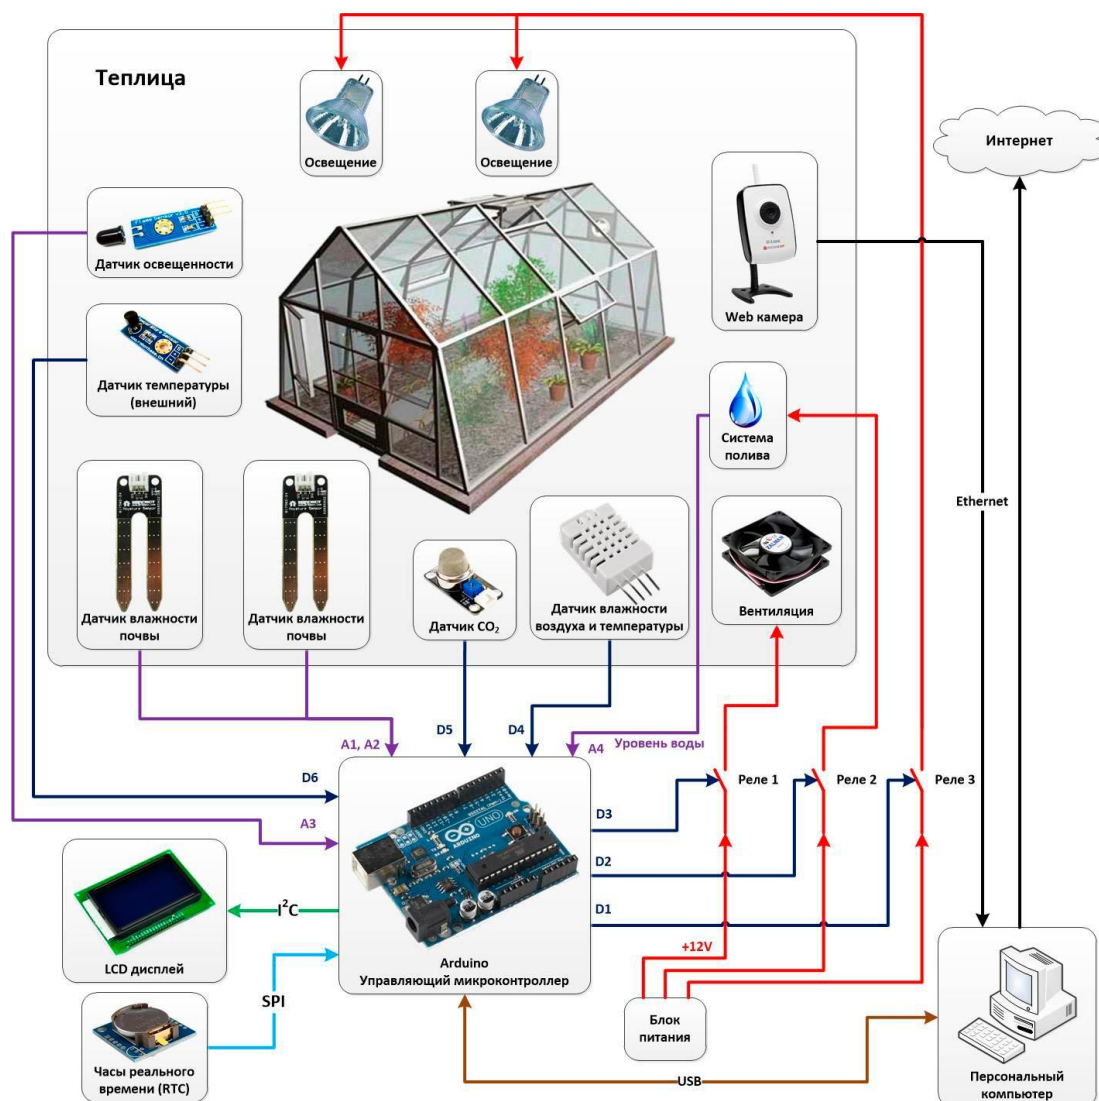 Теплица
Освещение
Освещение
Интернет
Датчик освещенности
Web камера
Датчик температуры
(внешний)
Система
полива
Ethernet
Датчик влажности
почвы
Датчик влажности
почвы
Датчик CO₂
Датчик влажности
воздуха и температуры
Вентиляция
A1, A2
D5
D4
A4
Уровень воды
D6
A3
D3
D2
D1
Реле 1
Реле 2
Реле 3
UNO
ARDUINO
I²C
LCD дисплей
Arduino
Управляющий микроконтроллер
+12V
SPI
Блок
питания
Часы реального
времени (RTC)
USB
Персональный
компьютер